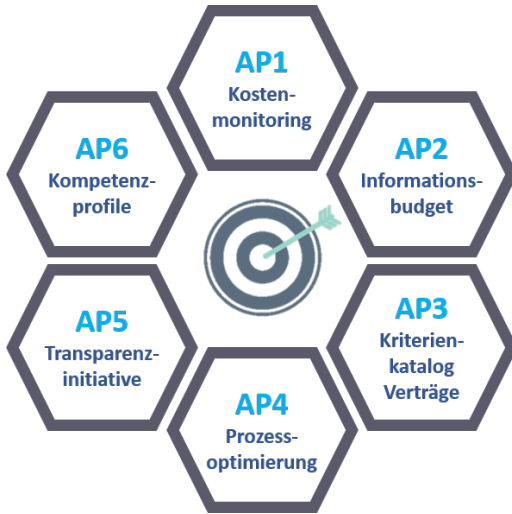 AP1
Kosten-
monitoring
AP2
Informations-
budget
AP3
Kriterien-
katalog
Verträge
AP4
Prozess-
optimierung
AP5
Transparenz-
initiative
AP6
Kompetenz-
profile